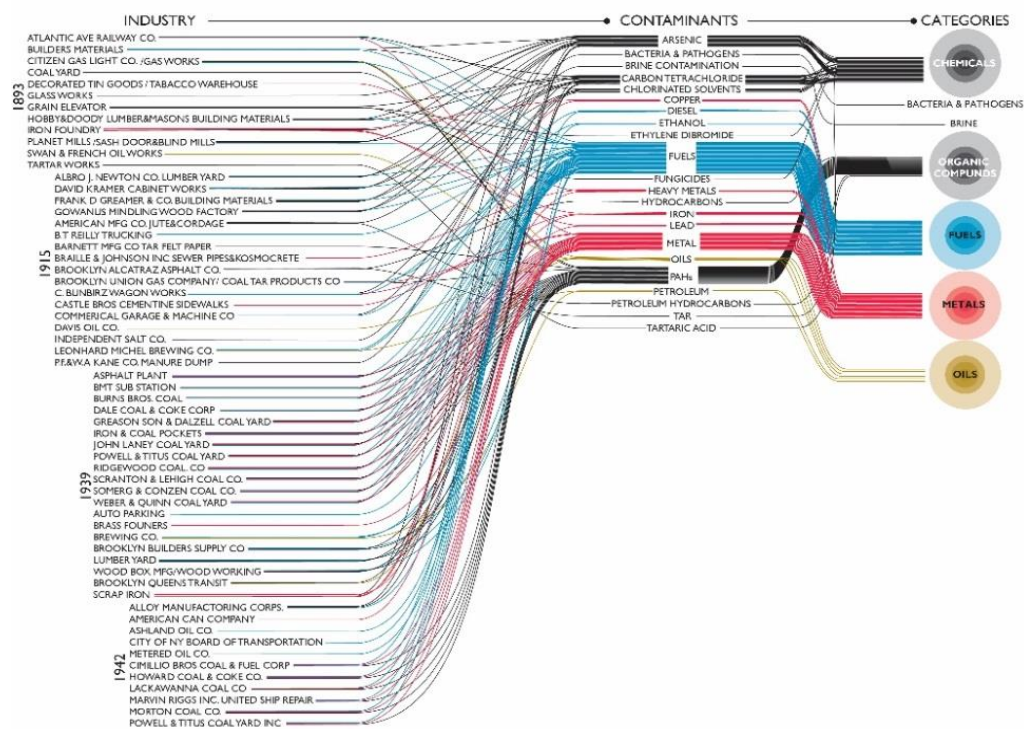 INDUSTRY
CONTAMINANTS
CATEGORIES
1893
ATLANTIC AVE RAILWAY CO.
BUILDERS MATERIALS
CITIZEN GAS LIGHT CO. /GAS WORKS
COAL YARD
DECORATED TIN GOODS / TABACCO WAREHOUSE
GLASS WORKS
GRAIN ELEVATOR
HOBBY&DOODY LUMBER&MASONS BUILDING MATERIALS
IRON FOUNDRY
PLANET MILLS /SASH DOOR&BLIND MILLS
SWAN & FRENCH OIL WORKS
TARTAR WORKS
1915
ALBRO J. NEWTON CO. LUMBER YARD
DAVID KRAMER CABINET WORKS
FRANK D GREAMER & CO. BUILDING MATERIALS
GOWANUS MINDLING WOOD FACTORY
AMERICAN MFG CO. JUTE&CORDAGE
B.T REILLY TRUCKING
BARNETT MFG CO TAR FELT PAPER
BRAILLE & JOHNSON INC SEWER PIPES&KOSMOCRETE
BROOKLYN ALCATRAZ ASPHALT CO.
BROOKLYN UNION GAS COMPANY/ COAL TAR PRODUCTS CO
C. BUNBIRZ WAGON WORKS
CASTLE BROS CEMENTINE SIDEWALKS
COMMERICAL GARAGE & MACHINE CO
DAVIS OIL CO.
INDEPENDENT SALT CO.
LEONHARD MICHEL BREWING CO.
P.F.&W.A KANE CO. MANURE DUMP
1939
ASPHALT PLANT
BMT SUB STATION
BURNS BROS. COAL
DALE COAL & COKE CORP
GREASON SON & DALZELL COAL YARD
IRON & COAL POCKETS
JOHN LANEY COAL YARD
POWELL & TITUS COAL YARD
RIDGEWOOD COAL. CO
SCRANTON & LEHIGH COAL CO.
SOMERG & CONZEN COAL CO.
WEBER & QUINN COAL YARD
AUTO PARKING
BRASS FOUNERS
BREWING CO.
BROOKLYN BUILDERS SUPPLY CO
LUMBER YARD
WOOD BOX MFG/WOOD WORKING
BROOKLYN QUEENS TRANSIT
SCRAP IRON
1942
ALLOY MANUFACTORING CORPS.
AMERICAN CAN COMPANY
ASHLAND OIL CO.
CITY OF NY BOARD OF TRANSPORTATION
METERED OIL CO.
CIMILLIO BROS COAL & FUEL CORP
HOWARD COAL & COKE CO.
LACKAWANNA COAL CO
MARVIN RIGGS INC. UNITED SHIP REPAIR
MORTON COAL CO.
POWELL & TITUS COAL YARD INC
ARSENIC
BACTERIA & PATHOGENS
BRINE CONTAMINATION
CARBON TETRACHLORIDE
CHLORINATED SOLVENTS
COPPER
DIESEL
ETHANOL
ETHYLENE DIBROMIDE
FUELS
FUNGICIDES
HEAVY METALS
HYDROCARBONS
IRON
LEAD
METAL
OILS
PAHs
PETROLEUM
PETROLEUM HYDROCARBONS
TAR
TARTARIC ACID
CHEMICALS
BACTERIA & PATHOGENS
BRINE
ORGANIC
COMPUNDS
FUELS
METALS
OILS